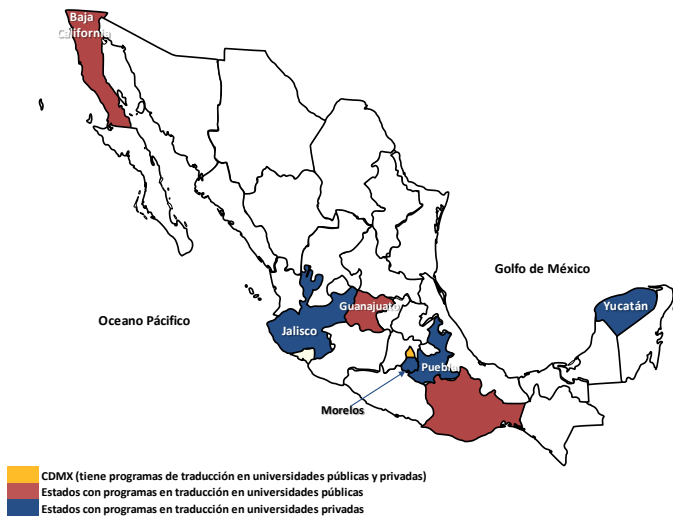 Baja
California
Golfo de México
Yucatán
Guanajuato
Oceano Pácifico
Jalisco
Puebla
Morelos
CDMX (tiene programas de traducción en universidades públicas y privadas)
Estados con programas en traducción en universidades públicas
Estados con programas en traducción en universidades privadas